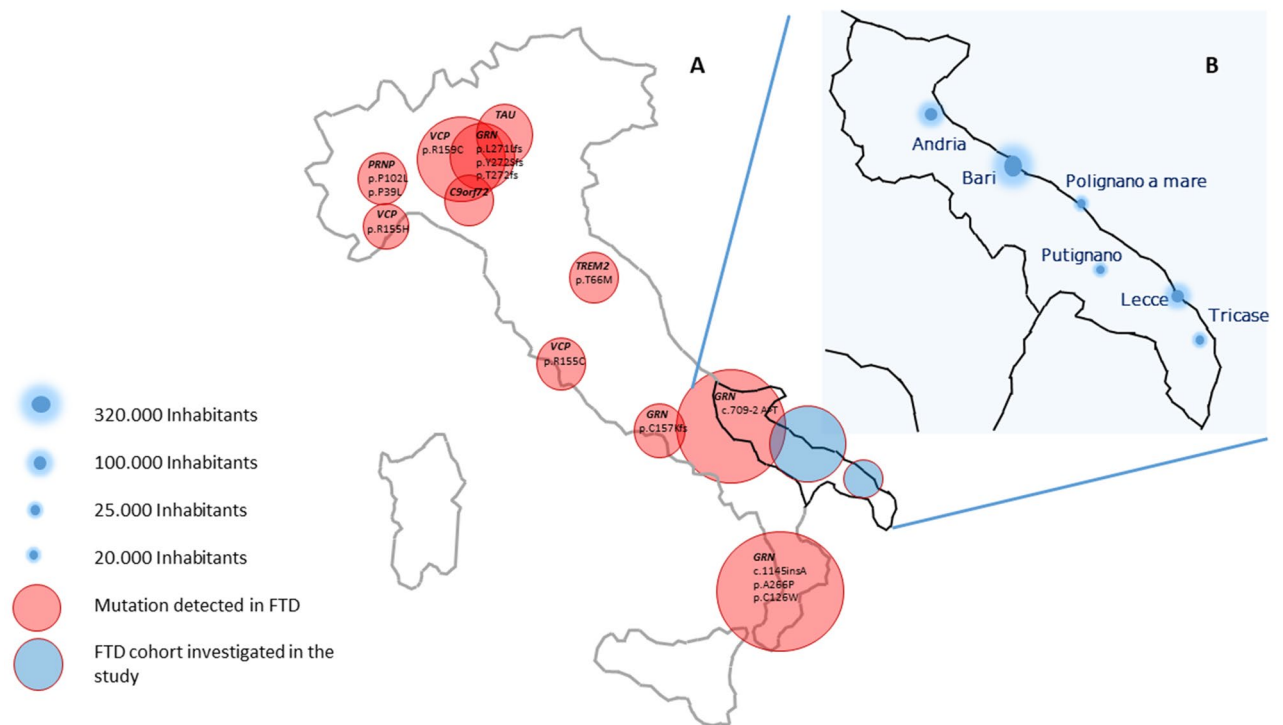 A
TAU
VCP
p.R159C
GRN
p.L271Lfs
p.Y272Sfs
p.T272fs
PRNP
p.P102L
p.P39L
C9orf72
VCP
p.R155H
TREM2
p.T66M
VCP
p.R155C
GRN
p.C157Kfs
GRN
c.709-2 A>T
GRN
c.1145insA
p.A266P
p.C126W
B
Andria
Bari
Polignano a mare
Putignano
Lecce
Tricase
320.000 Inhabitants
100.000 Inhabitants
25.000 Inhabitants
20.000 Inhabitants
Mutation detected in FTD
FTD cohort investigated in the
study